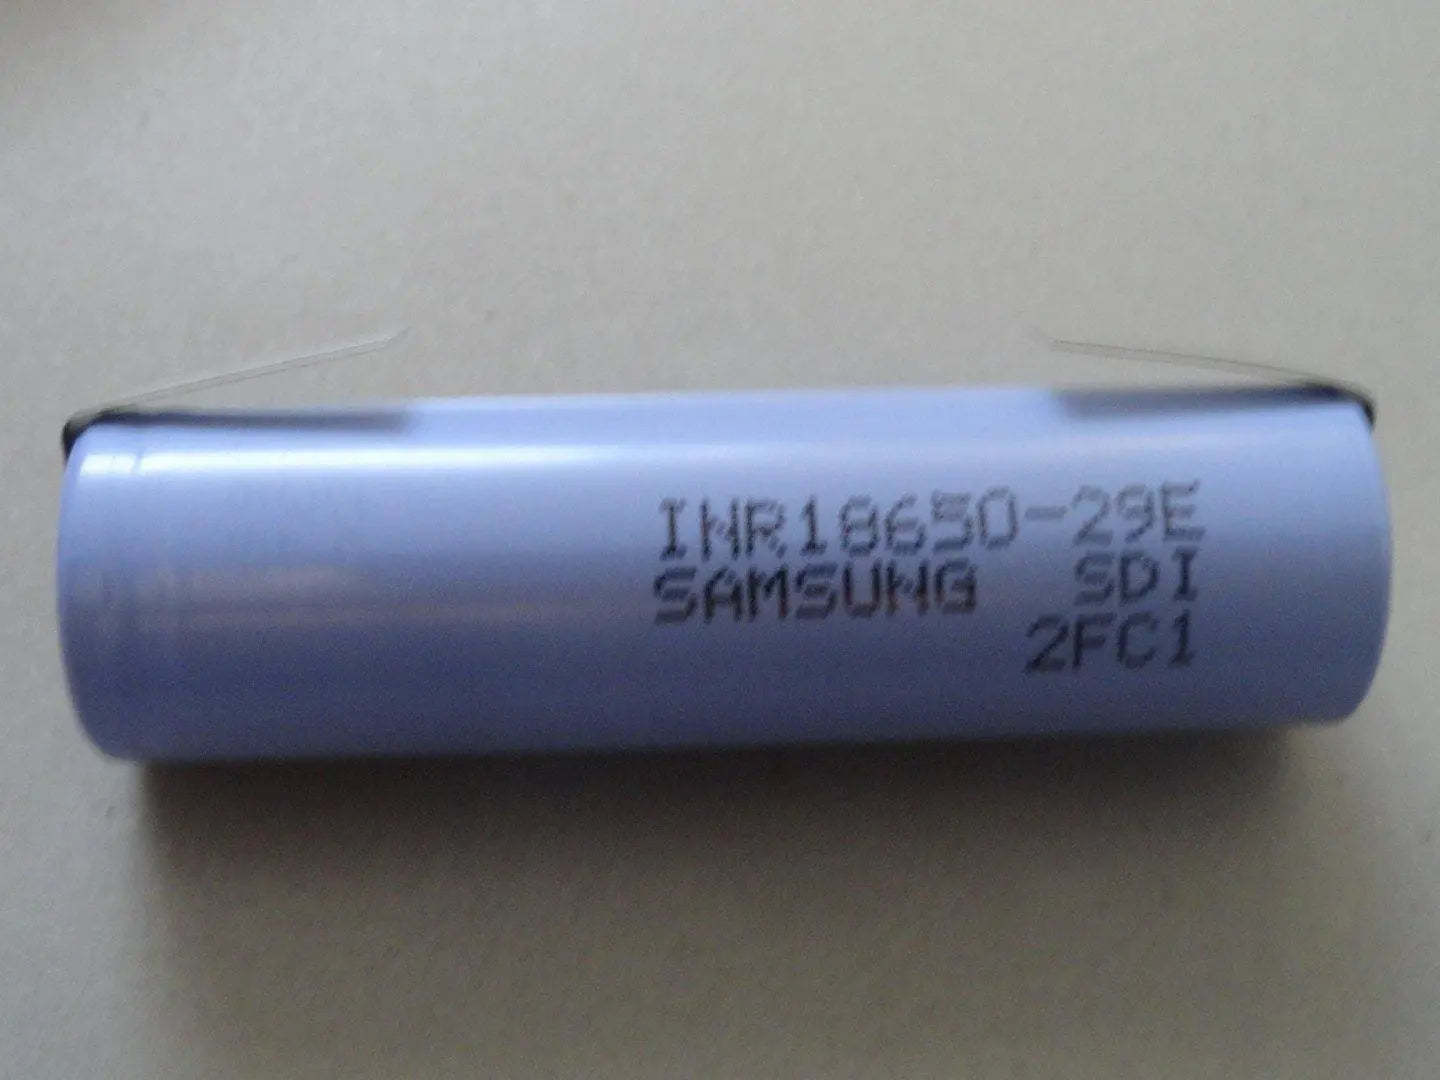 INR18650-29E
SAMSUNG SDI
2FC1